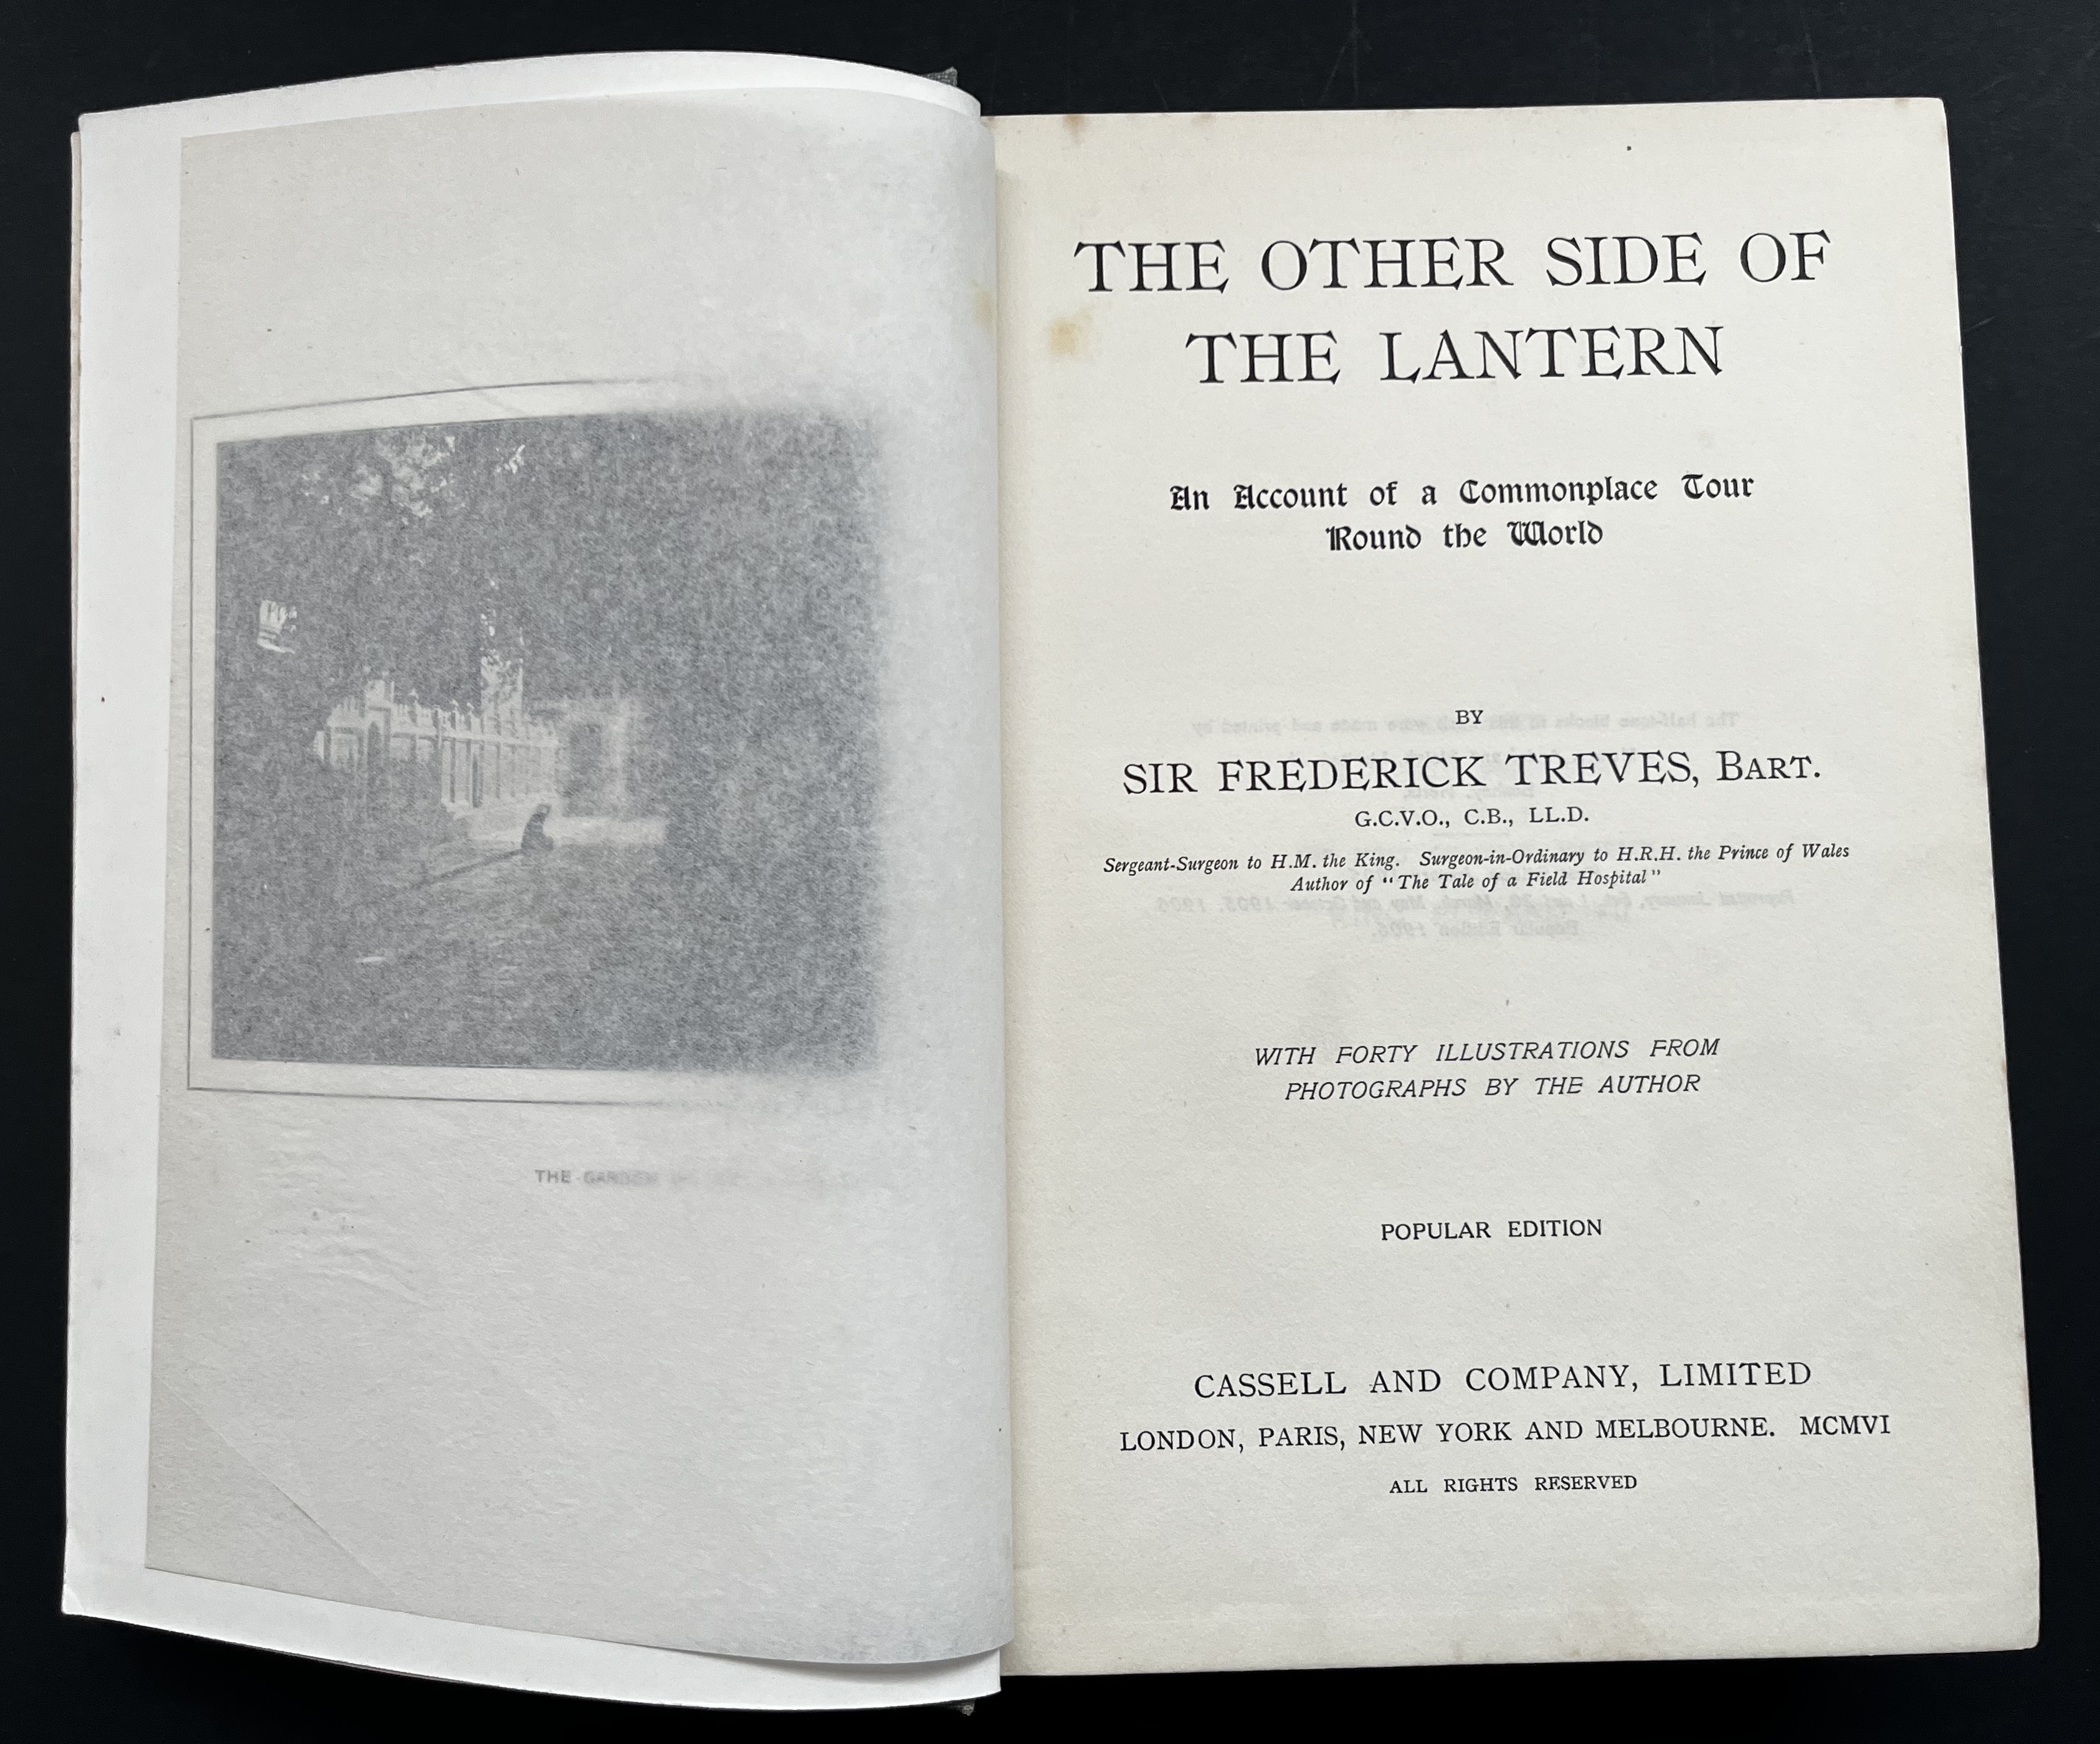 THE GARDEN
THE OTHER SIDE OF
THE LANTERN
An Account of a Commonplace Tour
Round the World
BY
SIR FREDERICK TREVES, BART.
G.C.V.O., C.B., LL.D.
Sergeant-Surgeon to H.M. the King. Surgeon-in-Ordinary to H.R.H. the Prince of Wales
Author of "The Tale of a Field Hospital"
WITH FORTY ILLUSTRATIONS FROM
PHOTOGRAPHS BY THE AUTHOR
POPULAR EDITION
CASSELL AND COMPANY, LIMITED
LONDON, PARIS, NEW YORK AND MELBOURNE. MCMVI
ALL RIGHTS RESERVED